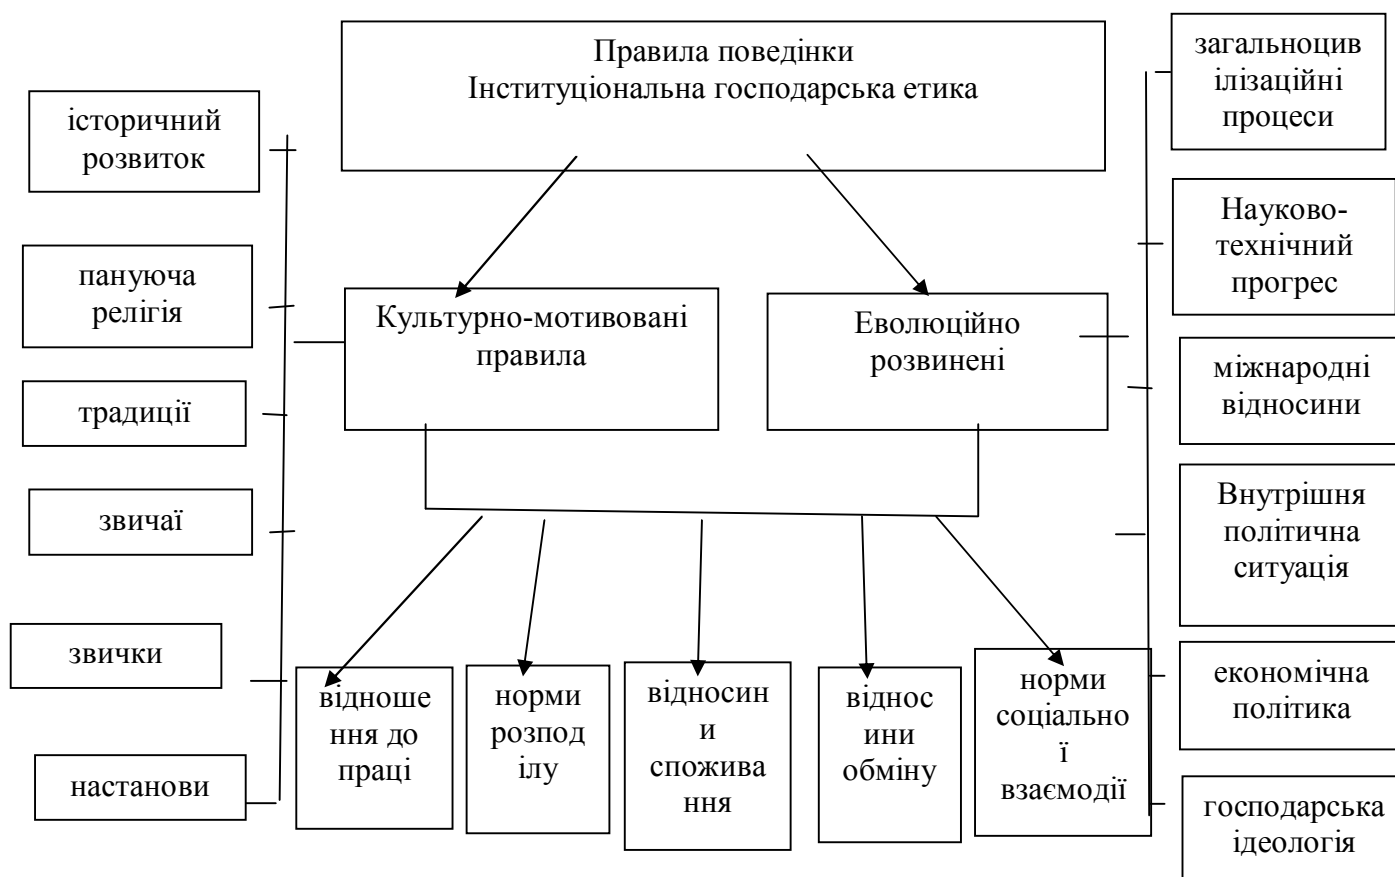 Правила поведінки
Інституціональна господарська етика
загальноцив
ілізаційні
процеси
історичний
розвиток
Науково-
технічний
прогрес
пануюча
релігія
Культурно-мотивовані
правила
Еволюційно
розвинені
міжнародні
відносини
традиції
звичаї
Внутрішня
політична
ситуація
звички
відноше
ння до
праці
норми
розпод
ілу
відносин
и
спожива
ння
віднос
ини
обміну
норми
соціально
ї
взаємодії
економічна
політика
настанови
господарська
ідеологія